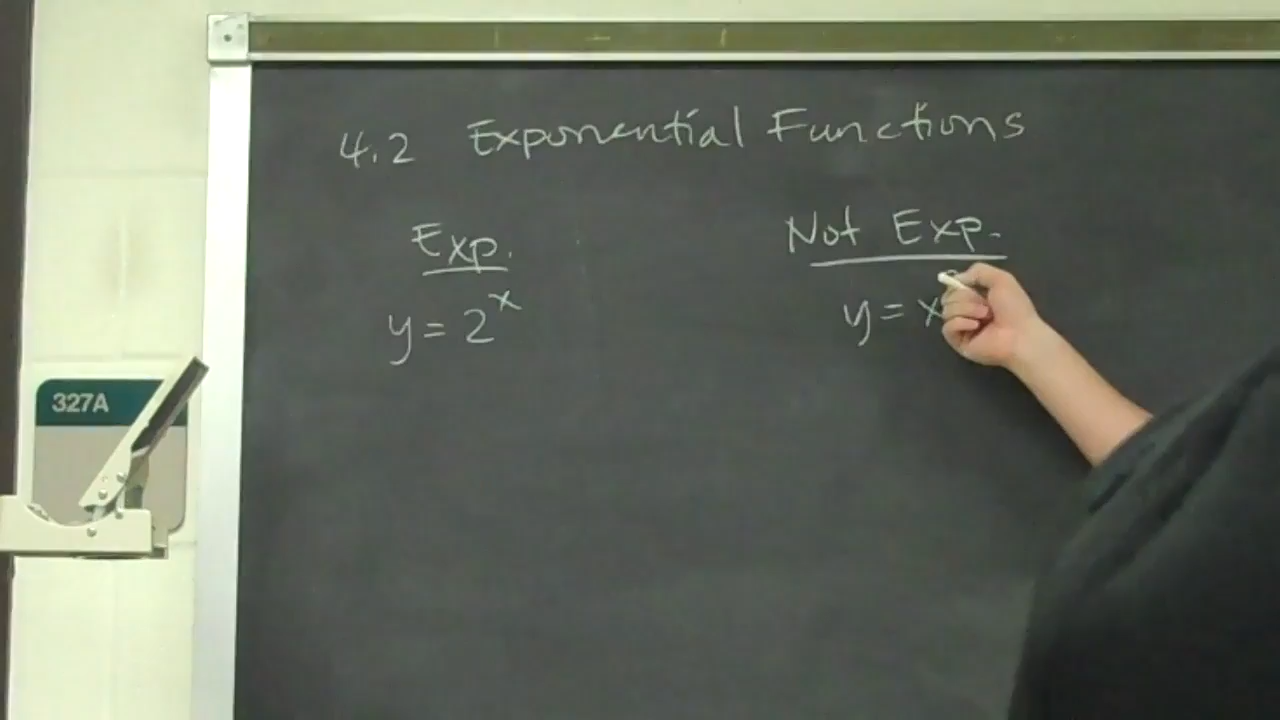 4.2 Exponential Functions
Exp. Not Exp.
y = 2^x y = x
327A